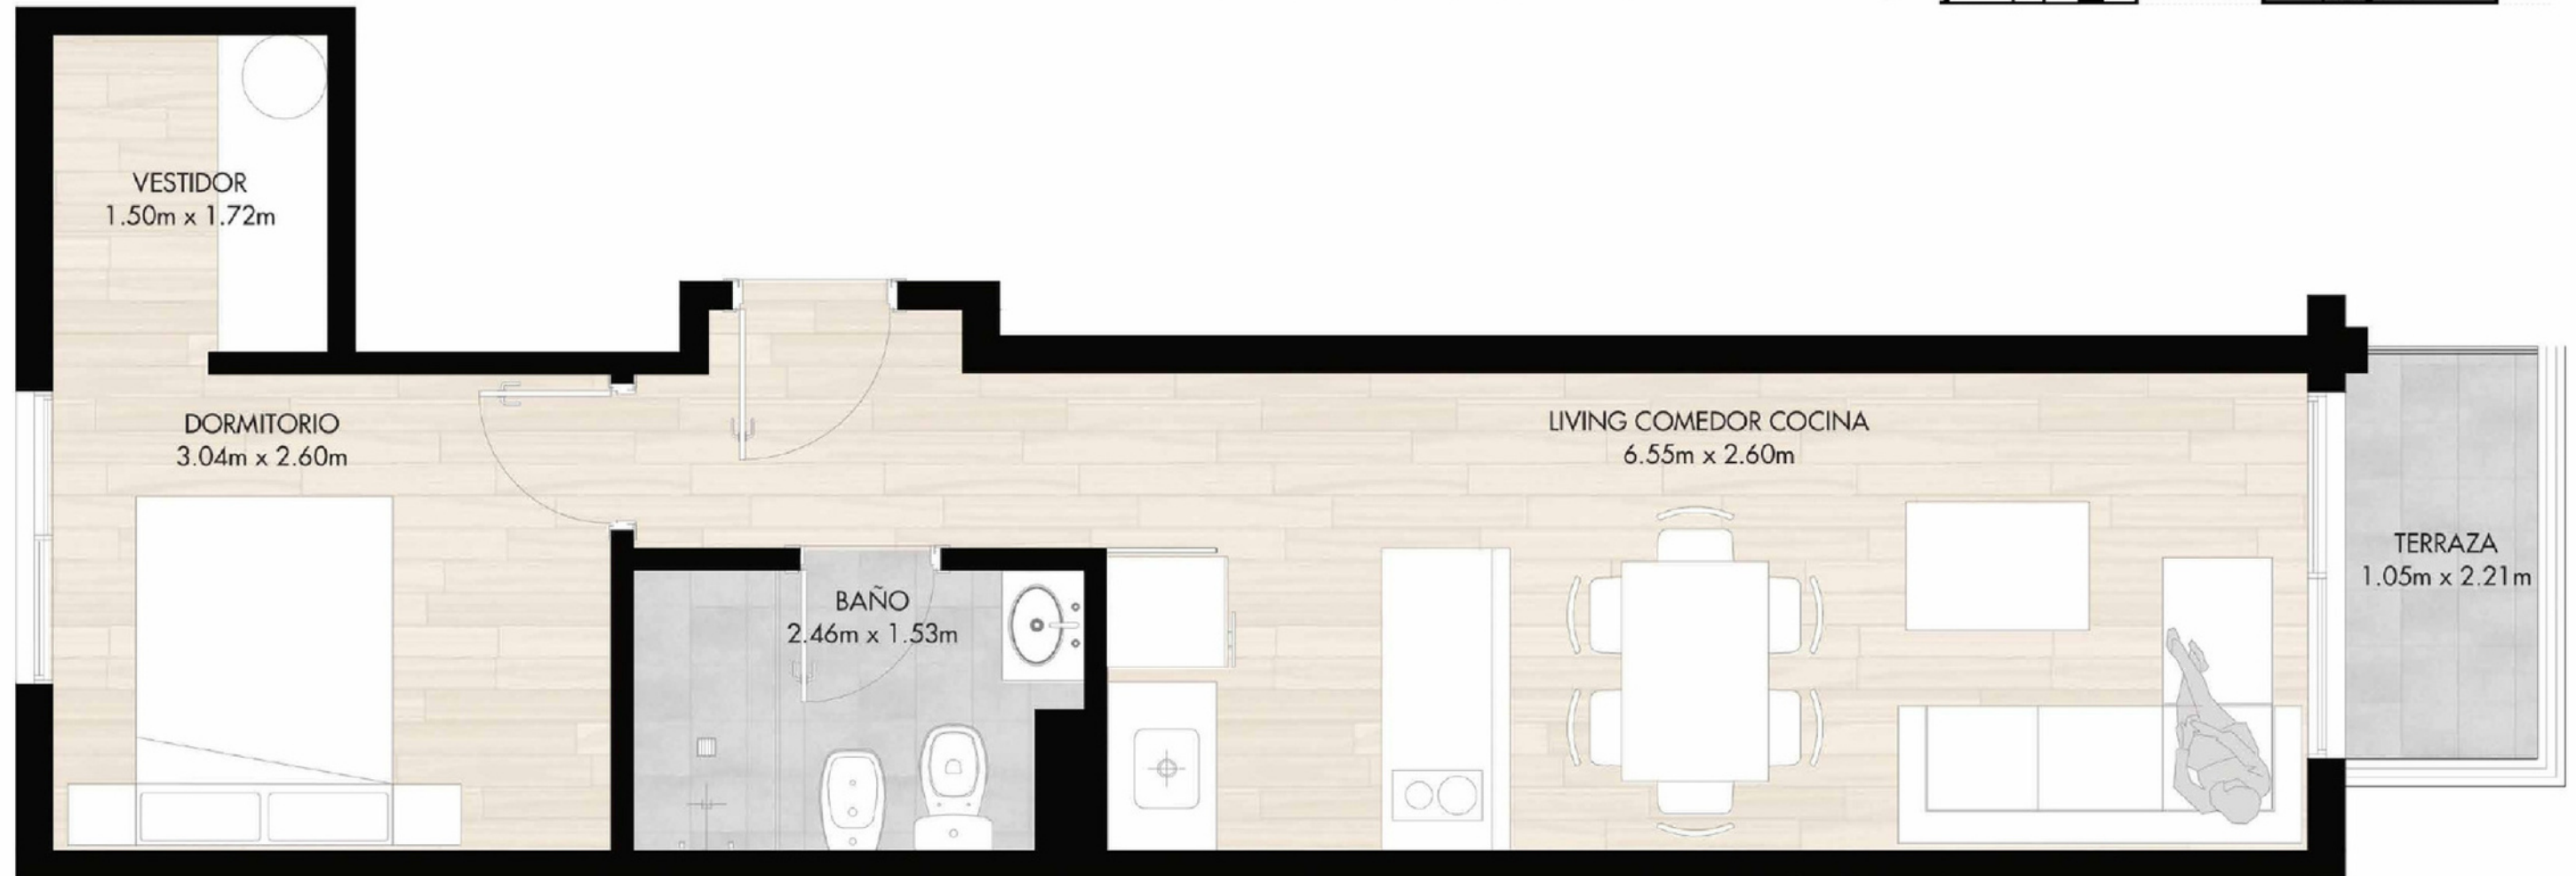 VESTIDOR
1.50m x 1.72m
DORMITORIO
3.04m x 2.60m
BAÑO
2.46m x 1.53m
LIVING COMEDOR COCINA
6.55m x 2.60m
TERRAZA
1.05m x 2.21m